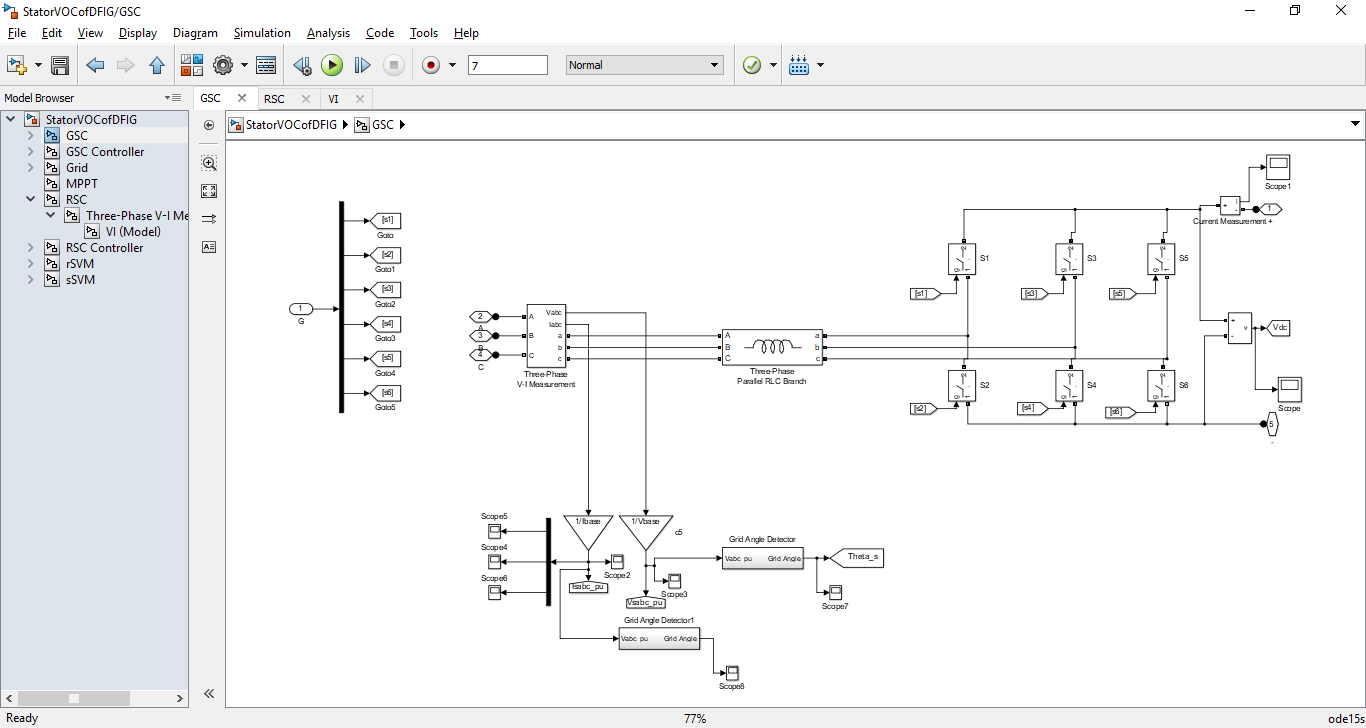 StatorVOCofDFIG/GSC
File Edit View Display Diagram Simulation Analysis Code Tools Help
7
Normal
Model Browser
GSC
RSC
VI
StatorVOCofDFIG
GSC
GSC Controller
Grid
MPPT
RSC
Three-Phase V-I Me
VI (Model)
RSC Controller
rSVM
sSVM
StatorVOCofDFIG GSC
1
G
[s1]
Goto
[s2]
Goto1
[s3]
Goto2
[s4]
Goto3
[s5]
Goto4
[s6]
Goto5
2
A
3
B
4
C
A
B
C
Vabc
Iabc
a
b
c
Three-Phase
V-I Measurement
A
B
C
a
b
c
Three-Phase
Parallel RLC Branch
S1
[s1]
S3
[s3]
S5
[s5]
S2
[s2]
S4
[s4]
S6
[s6]
Scope1
+
i
-
1
Current Measurement +
+
-
v
Vdc
Scope
5
-
1/Ibase
1/Vbase
c5
Scope5
Scope4
Scope6
Scope2
Isabc_pu
Scope3
Vsabc_pu
Grid Angle Detector
Vabc pu Grid Angle
Theta_s
Scope7
Grid Angle Detector1
Vabc pu Grid Angle
Scope8
Ready
77%
ode15s